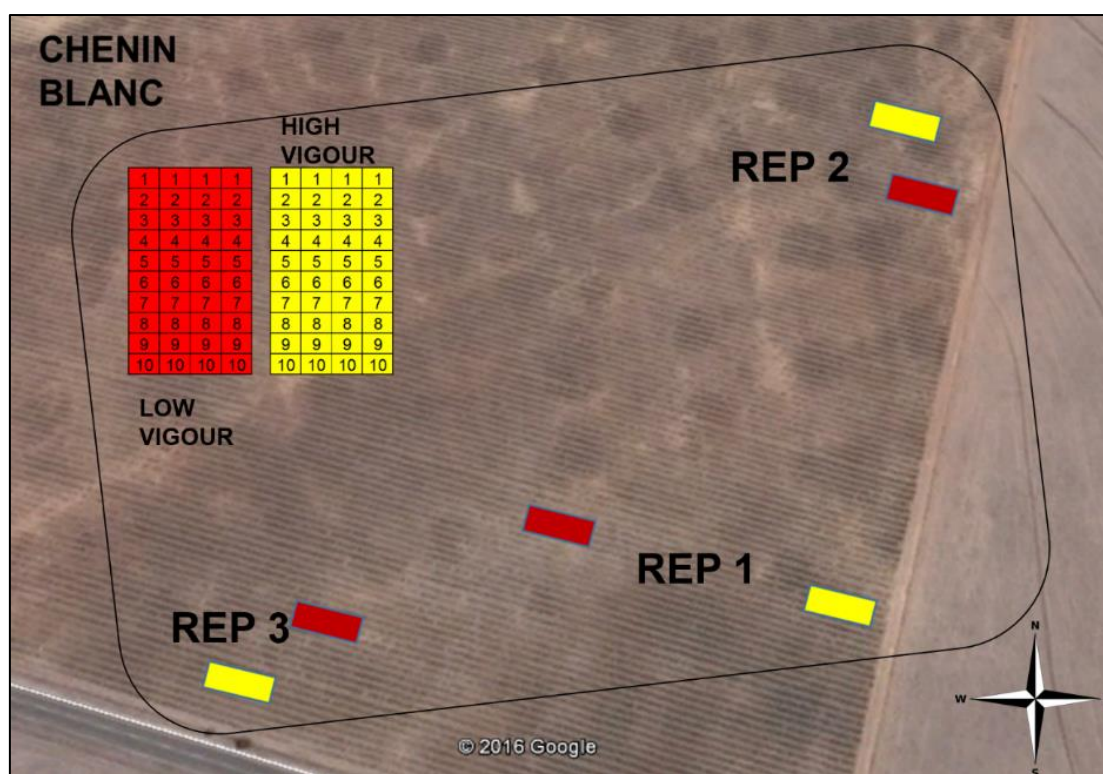 CHENIN
BLANC
HIGH
VIGOUR
1 1 1 1 1 1 1 1
2 2 2 2 2 2 2 2
3 3 3 3 3 3 3 3
4 4 4 4 4 4 4 4
5 5 5 5 5 5 5 5
6 6 6 6 6 6 6 6
7 7 7 7 7 7 7 7
8 8 8 8 8 8 8 8
9 9 9 9 9 9 9 9
10 10 10 10 10 10 10 10
LOW
VIGOUR
REP 2
REP 1
REP 3
N
W
S
© 2016 Google